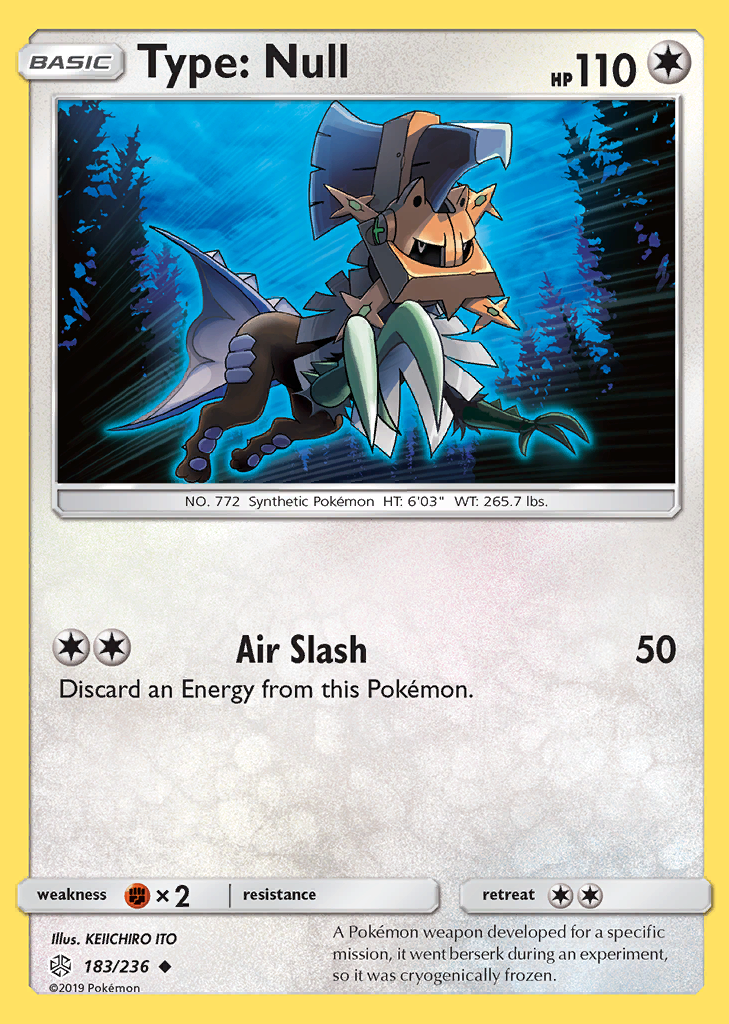 BASIC Type: Null HP 110
NO. 772 Synthetic Pokémon HT: 6'03" WT: 265.7 lbs.
Air Slash 50
Discard an Energy from this Pokémon.
weakness × 2 resistance retreat
Illus. KEIICHIRO ITO
183/236
©2019 Pokémon
A Pokémon weapon developed for a specific
mission, it went berserk during an experiment,
so it was cryogenically frozen.